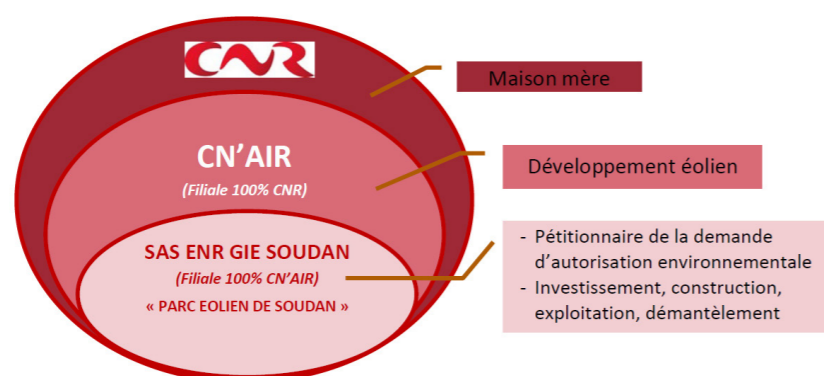 CNR
Maison mère
CN'AIR
(Filiale 100% CNR)
Développement éolien
SAS ENR GIE SOUDAN
(Filiale 100% CN'AIR)
« PARC EOLIEN DE SOUDAN »
- Pétitionnaire de la demande
d'autorisation environnementale
- Investissement, construction,
exploitation, démantèlement